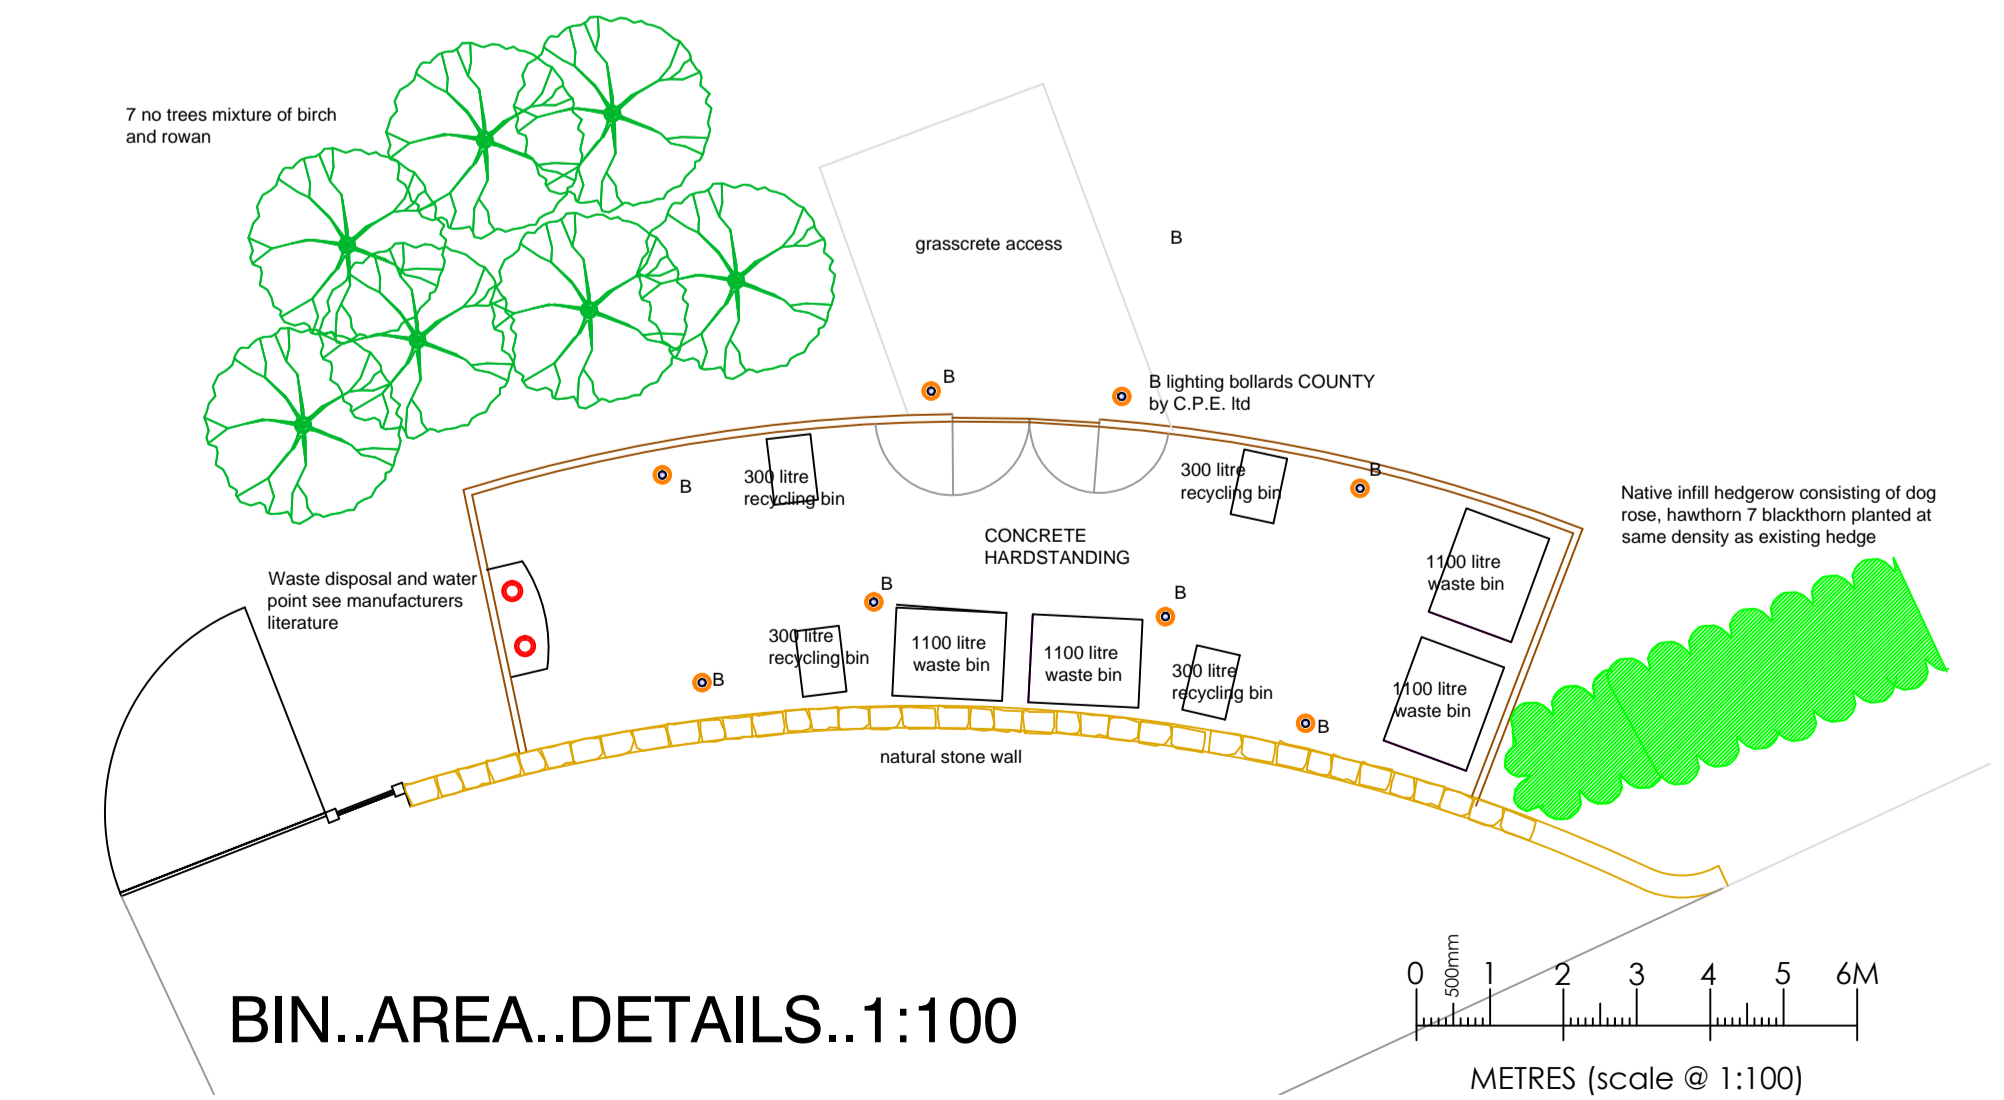 7 no trees mixture of birch
and rowan
grasscrete access
B
B
B lighting bollards COUNTY
by C.P.E. ltd
B
300 litre
recycling bin
300 litre
recycling bin
B
Native infill hedgerow consisting of dog
rose, hawthorn 7 blackthorn planted at
same density as existing hedge
CONCRETE
HARDSTANDING
1100 litre
waste bin
Waste disposal and water
point see manufacturers
literature
B
B
300 litre
recycling bin
1100 litre
waste bin
1100 litre
waste bin
300 litre
recycling bin
1100 litre
waste bin
B
B
natural stone wall
BIN..AREA..DETAILS..1:100
0 500mm 1 2 3 4 5 6M
METRES (scale @ 1:100)